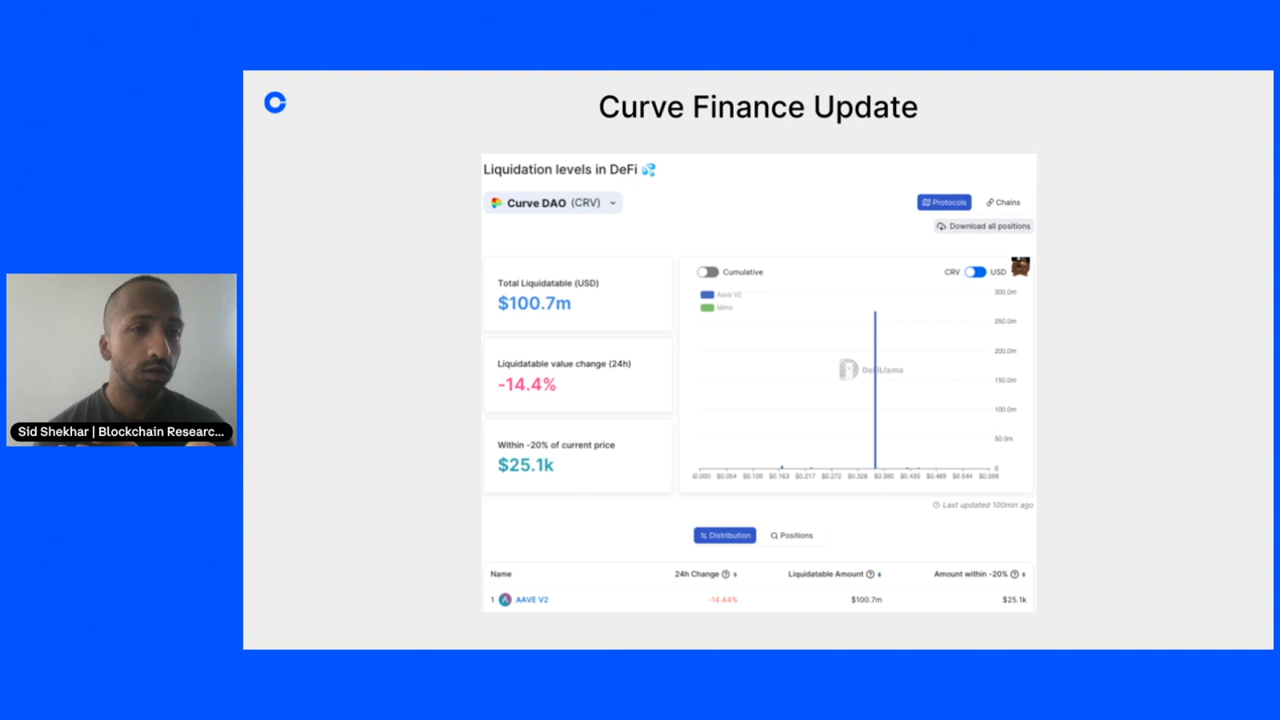 Curve Finance Update
Liquidation levels in DeFi
Curve DAO (CRV)
Protocols
Chains
Download all positions
Total Liquidatable (USD)
$100.7m
Liquidatable value change (24h)
-14.4%
Within -20% of current price
$25.1k
Cumulative
CRV
USD
Aave V2
Mimo
300.0m
250.0m
200.0m
150.0m
100.0m
50.0m
0
DefiLlama
$0.054 $0.109 $0.163 $0.217 $0.272 $0.326 $0.380 $0.435 $0.489 $0.544 $0.598
Last updated 100min ago
% Distribution
Positions
Name 24h Change Liquidatable Amount Amount within -20%
1 AAVE V2 -14.44% $100.7m $25.1k
Sid Shekhar | Blockchain Researc...